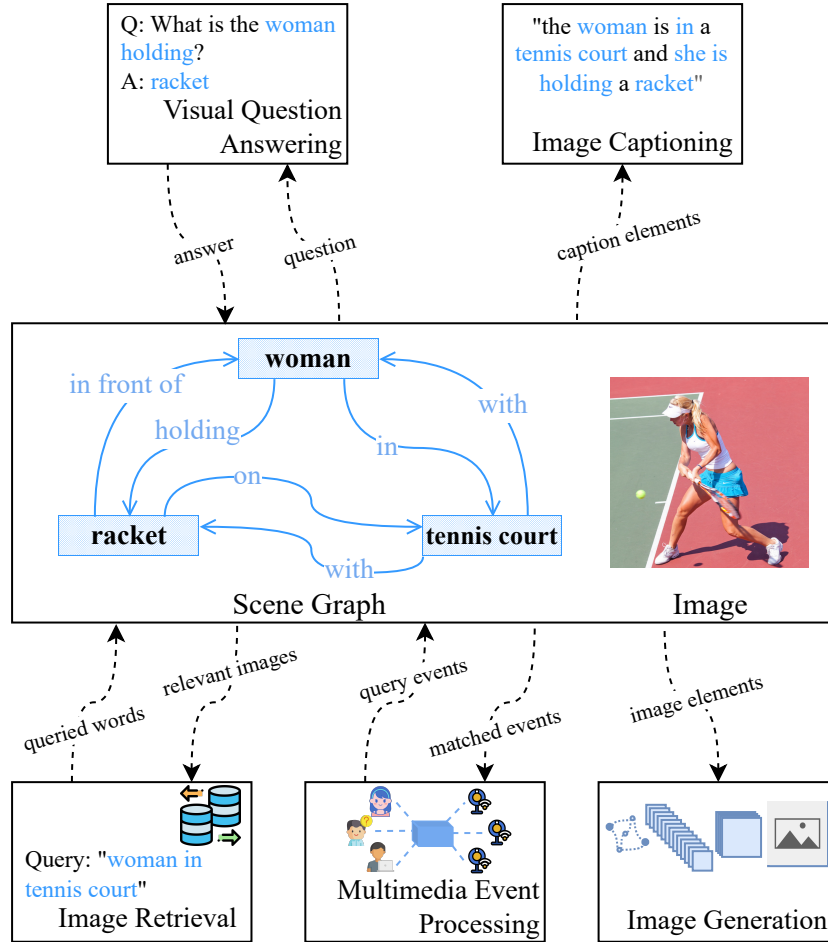 Q: What is the woman
holding?
A: racket
Visual Question
Answering
"the woman is in a
tennis court and she is
holding a racket"
Image Captioning
answer
question
caption elements
woman
in front of
with
holding
in
on
racket
tennis court
with
Scene Graph
Image
queried words
relevant images
query events
matched events
image elements
Query: "woman in
tennis court"
Image Retrieval
Multimedia Event
Processing
Image Generation